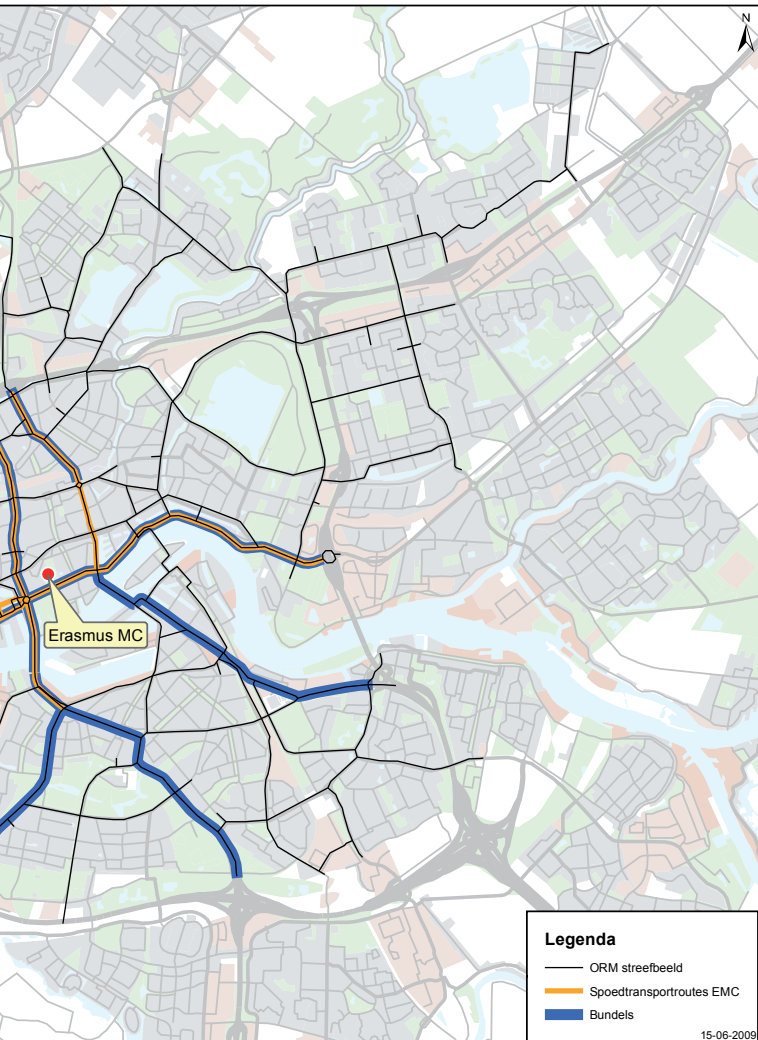 N
Erasmus MC
Legenda
ORM streefbeeld
Spoedtransportroutes EMC
Bundels
15-06-2009